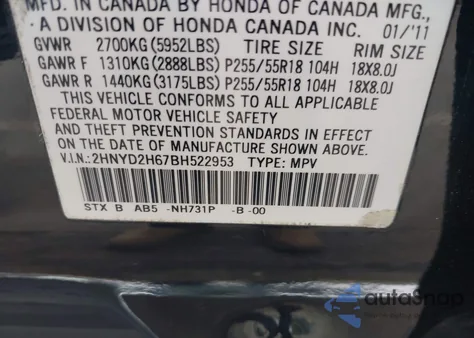 MFD. IN CANADA BY HONDA OF CANADA MFG.,
- A DIVISION OF HONDA CANADA INC. 01/'11
GVWR 2700KG(5952LBS) TIRE SIZE RIM SIZE
GAWR F 1310KG(2888LBS) P255/55R18 104H 18X8.0J
GAWR R 1440KG(3175LBS) P255/55R18 104H 18X8.0J
THIS VEHICLE CONFORMS TO ALL APPLICABLE
FEDERAL MOTOR VEHICLE SAFETY
AND THEFT PREVENTION STANDARDS IN EFFECT
ON THE DATE OF MANUFACTURE SHOWN ABOVE.
V.I.N.:2HNYD2H67BH522953 TYPE: MPV
STX B AB5 -NH731P -B-00
autosnap